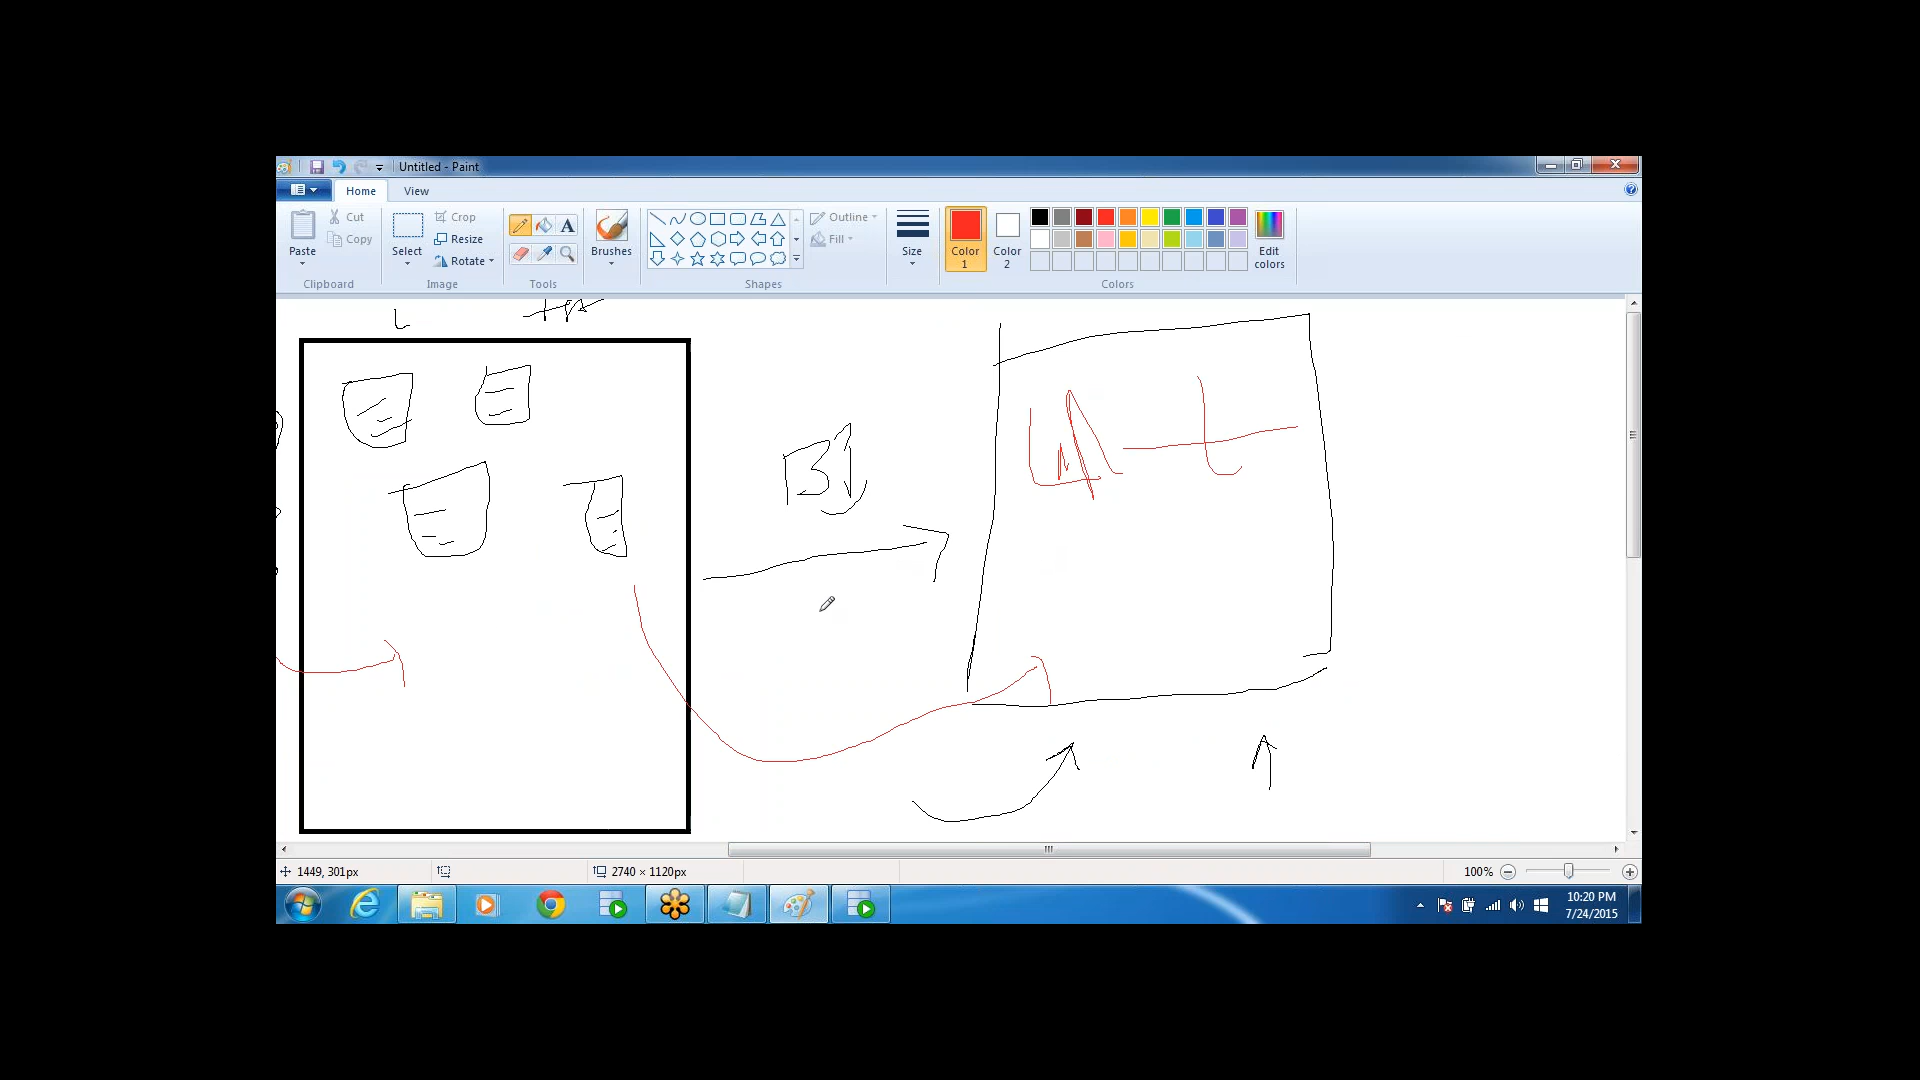 Untitled - Paint
Home View
Cut
Copy
Paste
Clipboard
Crop
Resize
Rotate
Select
Image
Tools
Brushes
Outline
Fill
Shapes
Size
Color 1
Color 2
Edit colors
Colors
1449, 301px
2740 × 1120px
100%
10:20 PM
7/24/2015